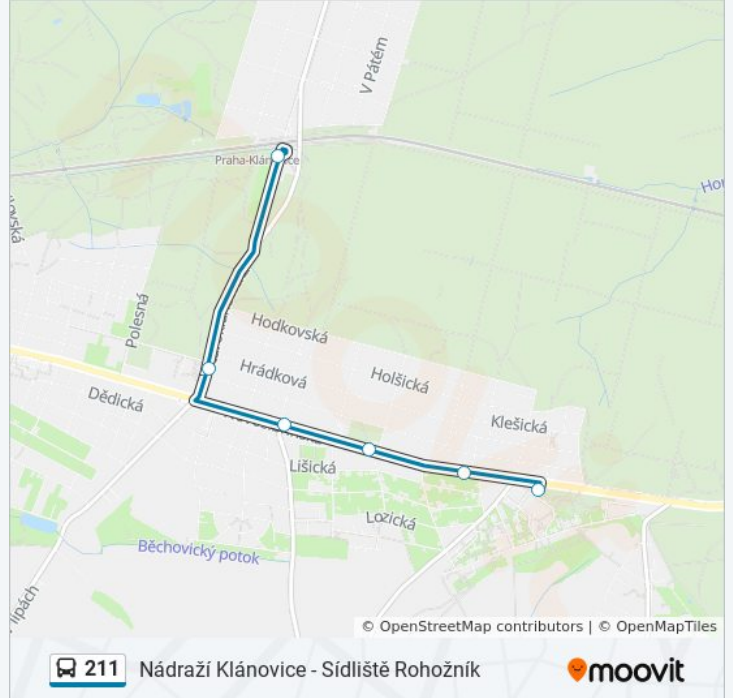 V Pátém
Praha-Klánovice
Polesná
Hodkovská
Hrádková
Holšická
Dědická
Klešická
Lišická
Lozická
Běchovický potok
© OpenStreetMap contributors | © OpenMapTiles
211 Nádraží Klánovice - Sídliště Rohožník
moovit